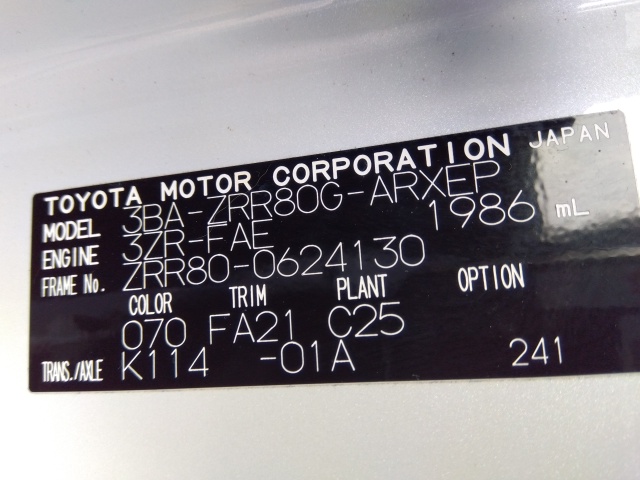 TOYOTA MOTOR CORPORATION JAPAN
MODEL 3BA-ZRR80G-ARXEP
ENGINE 3ZR-FAE 1986 mL
FRAME No. ZRR80-0624130
COLOR TRIM PLANT OPTION
070 FA21 C25
TRANS./AXLE K114 -01A 241